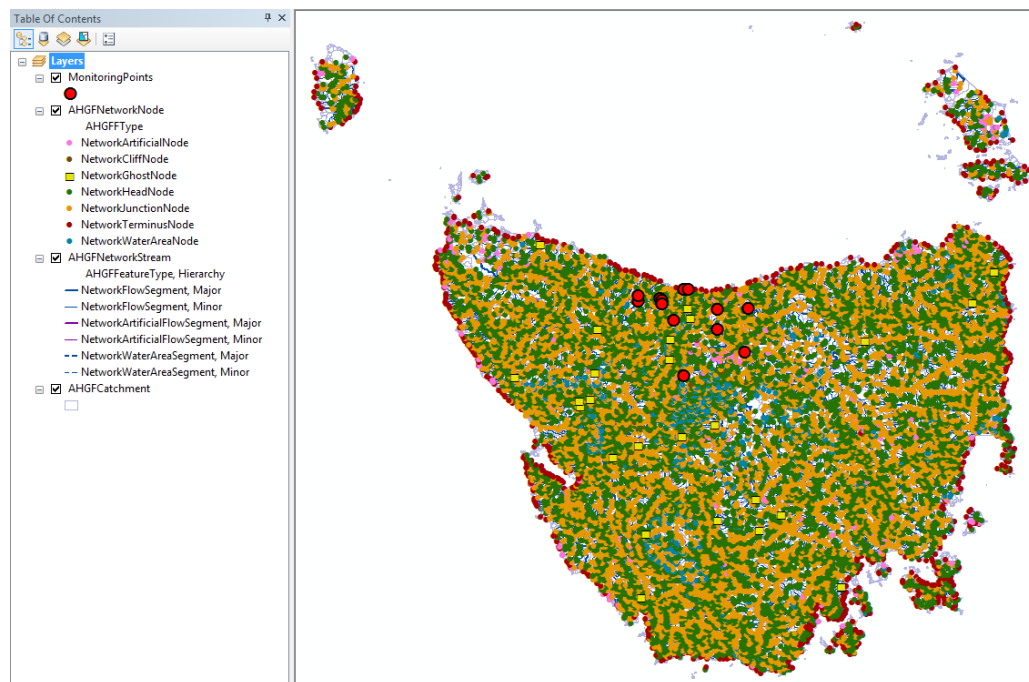 Table Of Contents
Layers
MonitoringPoints
AHGFNetworkNode
AHGFFType
NetworkArtificialNode
NetworkCliffNode
NetworkGhostNode
NetworkHeadNode
NetworkJunctionNode
NetworkTerminusNode
NetworkWaterAreaNode
AHGFNetworkStream
AHGFFeatureType, Hierarchy
NetworkFlowSegment, Major
NetworkFlowSegment, Minor
NetworkArtificialFlowSegment, Major
NetworkArtificialFlowSegment, Minor
NetworkWaterAreaSegment, Major
NetworkWaterAreaSegment, Minor
AHGFCatchment